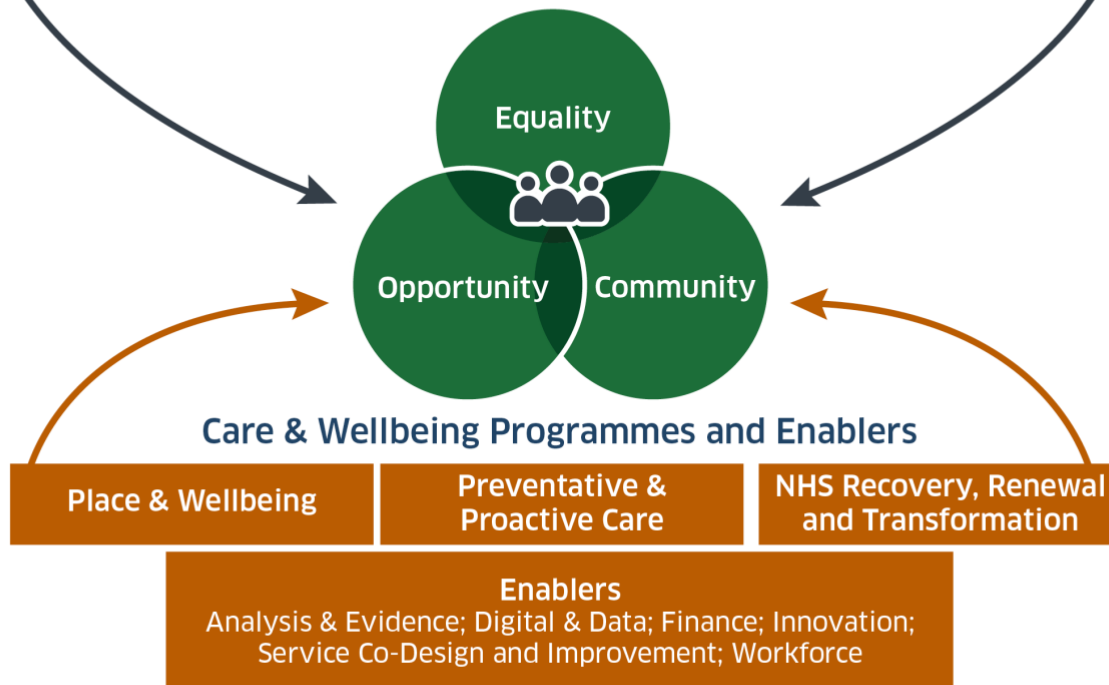 Equality
Opportunity
Community
Care & Wellbeing Programmes and Enablers
Place & Wellbeing
Preventative &
Proactive Care
NHS Recovery, Renewal
and Transformation
Enablers
Analysis & Evidence; Digital & Data; Finance; Innovation;
Service Co-Design and Improvement; Workforce